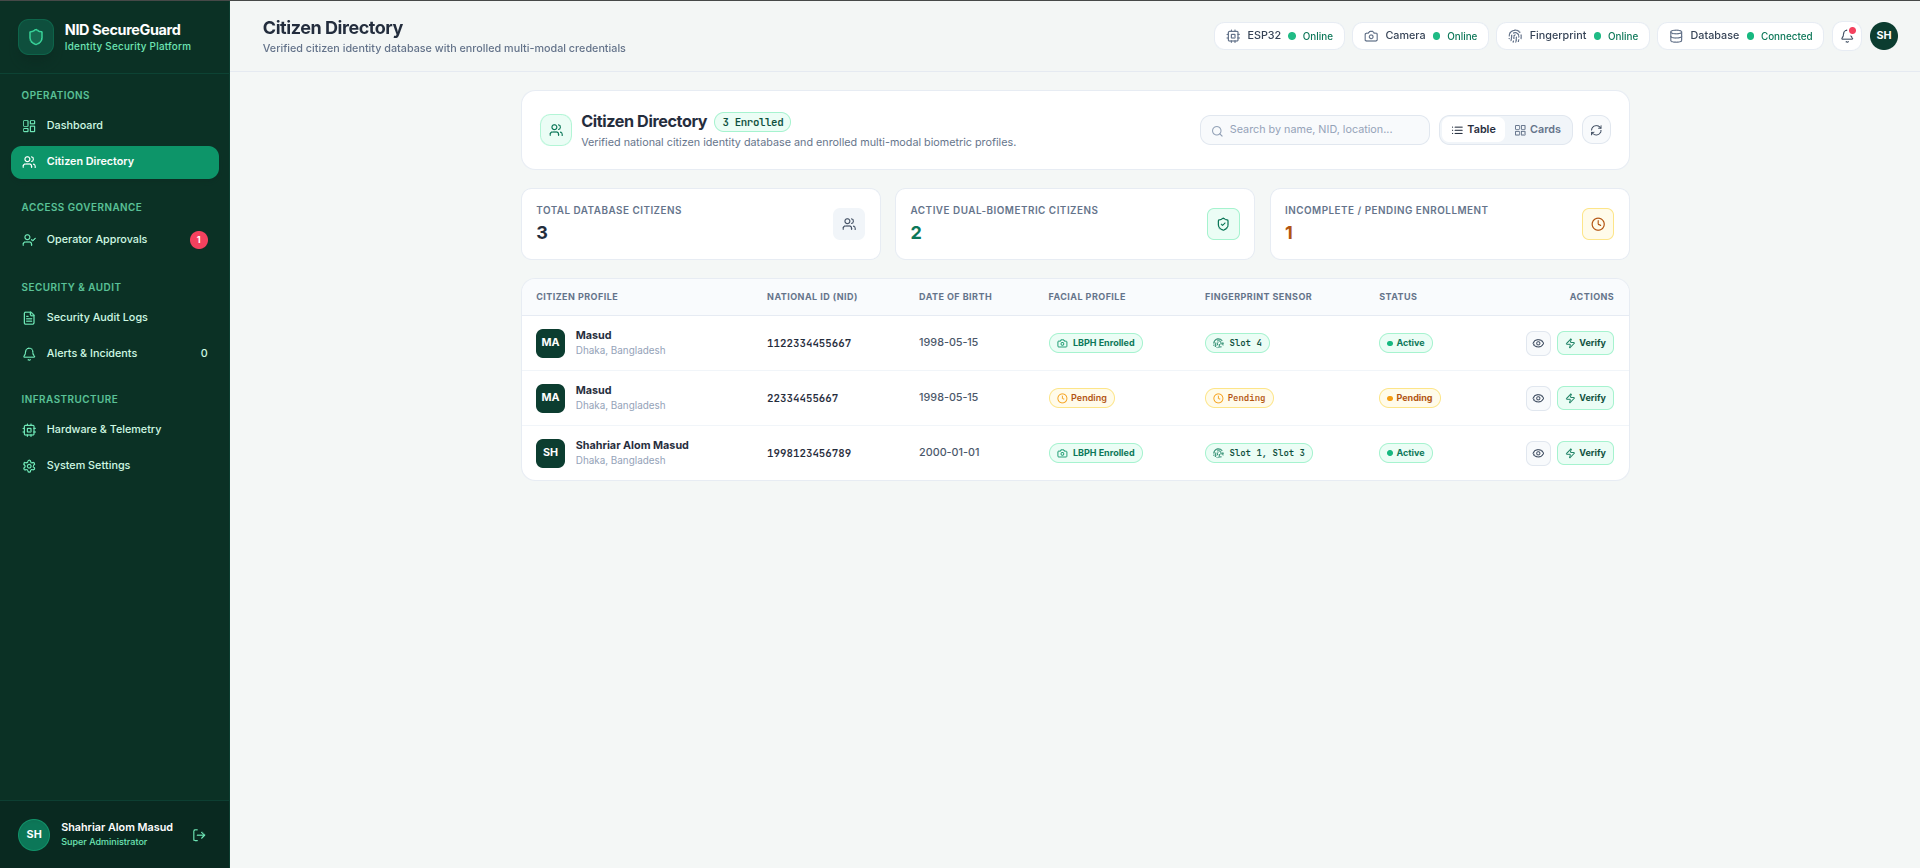 NID SecureGuard
Identity Security Platform
OPERATIONS
Dashboard
Citizen Directory
ACCESS GOVERNANCE
Operator Approvals 1
SECURITY & AUDIT
Security Audit Logs
Alerts & Incidents 0
INFRASTRUCTURE
Hardware & Telemetry
System Settings
SH
Shahriar Alom Masud
Super Administrator
Citizen Directory
Verified citizen identity database with enrolled multi-modal credentials
ESP32 Online Camera Online Fingerprint Online Database Connected SH
Citizen Directory 3 Enrolled
Verified national citizen identity database and enrolled multi-modal biometric profiles.
Search by name, NID, location... Table Cards
TOTAL DATABASE CITIZENS
3
ACTIVE DUAL-BIOMETRIC CITIZENS
2
INCOMPLETE / PENDING ENROLLMENT
1
CITIZEN PROFILE NATIONAL ID (NID) DATE OF BIRTH FACIAL PROFILE FINGERPRINT SENSOR STATUS ACTIONS
MA Masud 1122334455667 1998-05-15 LBPH Enrolled Slot 4 Active Verify
Dhaka, Bangladesh
MA Masud 22334455667 1998-05-15 Pending Pending Pending Verify
Dhaka, Bangladesh
SH Shahriar Alom Masud 1998123456789 2000-01-01 LBPH Enrolled Slot 1, Slot 3 Active Verify
Dhaka, Bangladesh